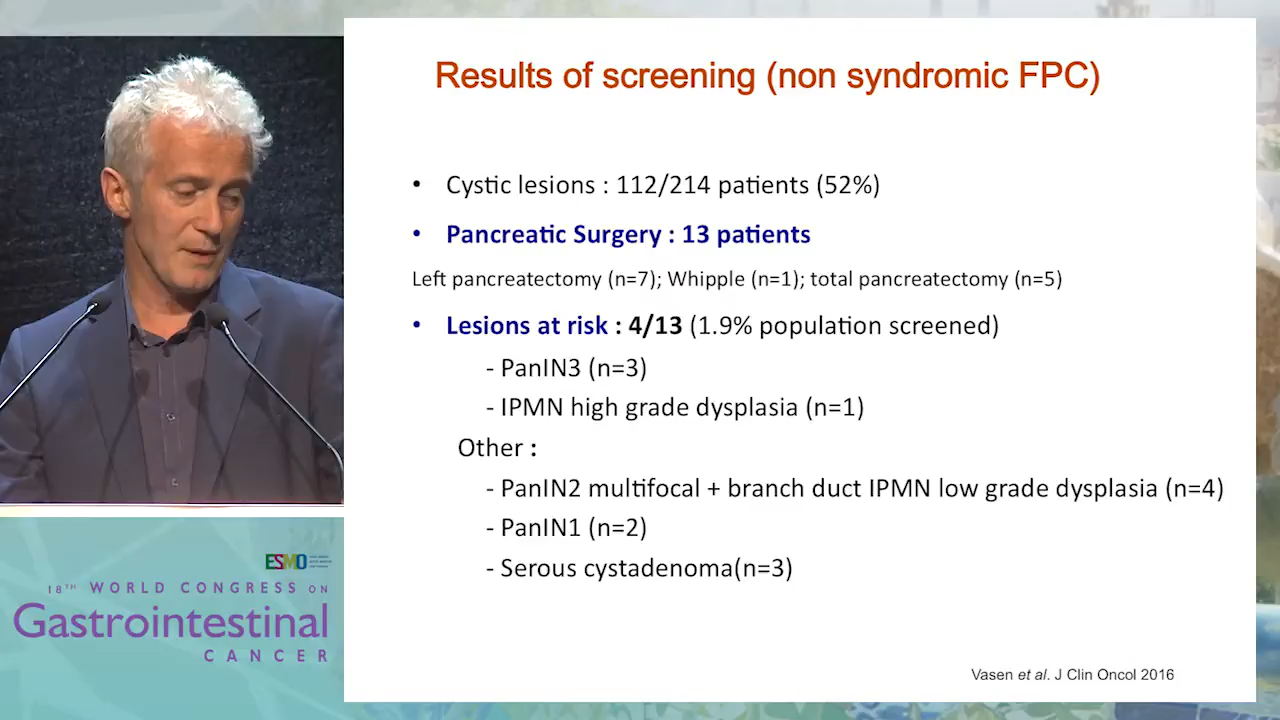 Results of screening (non syndromic FPC)
• Cystic lesions : 112/214 patients (52%)
• Pancreatic Surgery : 13 patients
Left pancreatectomy (n=7); Whipple (n=1); total pancreatectomy (n=5)
• Lesions at risk : 4/13 (1.9% population screened)
- PanIN3 (n=3)
- IPMN high grade dysplasia (n=1)
Other :
- PanIN2 multifocal + branch duct IPMN low grade dysplasia (n=4)
- PanIN1 (n=2)
- Serous cystadenoma(n=3)
Vasen et al. J Clin Oncol 2016
ESMO
18TH WORLD CONGRESS ON
Gastrointestinal
CANCER